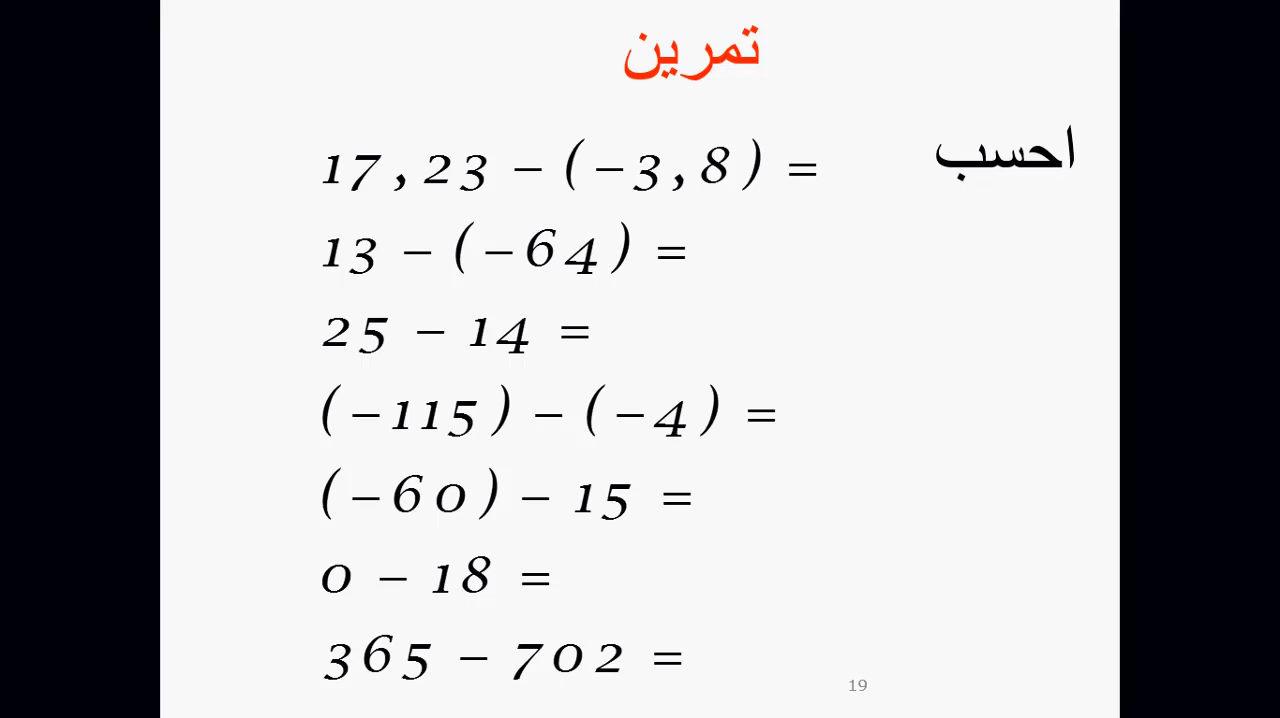 تمرين
احسب
17,23 – (–3,8) =
13 – (–64) =
25 – 14 =
(–115) – (–4) =
(–60) – 15 =
0 – 18 =
365 – 702 =
19